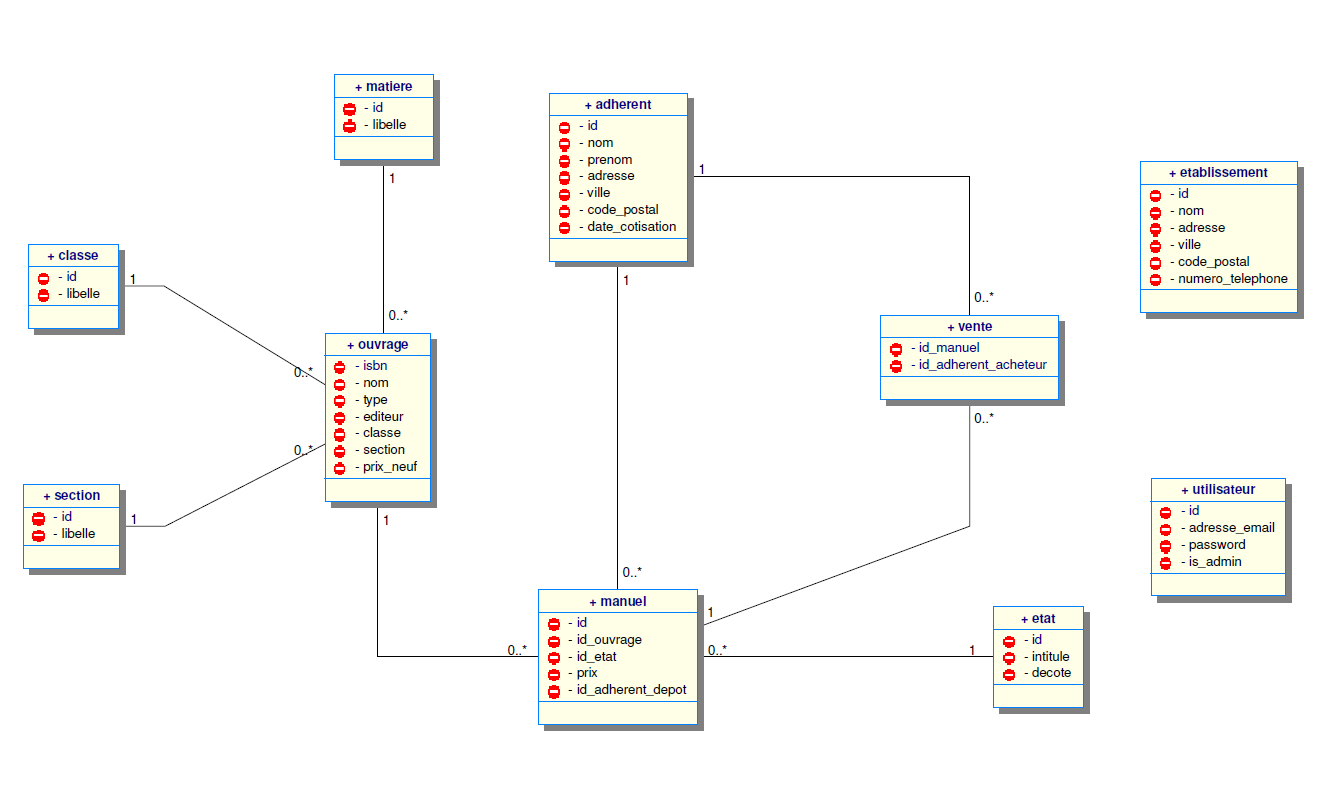 + matiere
- id
- libelle
1
0..*
+ classe
- id
- libelle
1
0..*
+ section
- id
- libelle
1
0..*
+ ouvrage
- isbn
- nom
- type
- editeur
- classe
- section
- prix_neuf
1
0..*
+ adherent
- id
- nom
- prenom
- adresse
- ville
- code_postal
- date_cotisation
1
0..*
1
0..*
+ vente
- id_manuel
- id_adherent_acheteur
0..*
1
+ manuel
- id
- id_ouvrage
- id_etat
- prix
- id_adherent_depot
0..*
1
+ etat
- id
- intitule
- decote
+ etablissement
- id
- nom
- adresse
- ville
- code_postal
- numero_telephone
+ utilisateur
- id
- adresse_email
- password
- is_admin